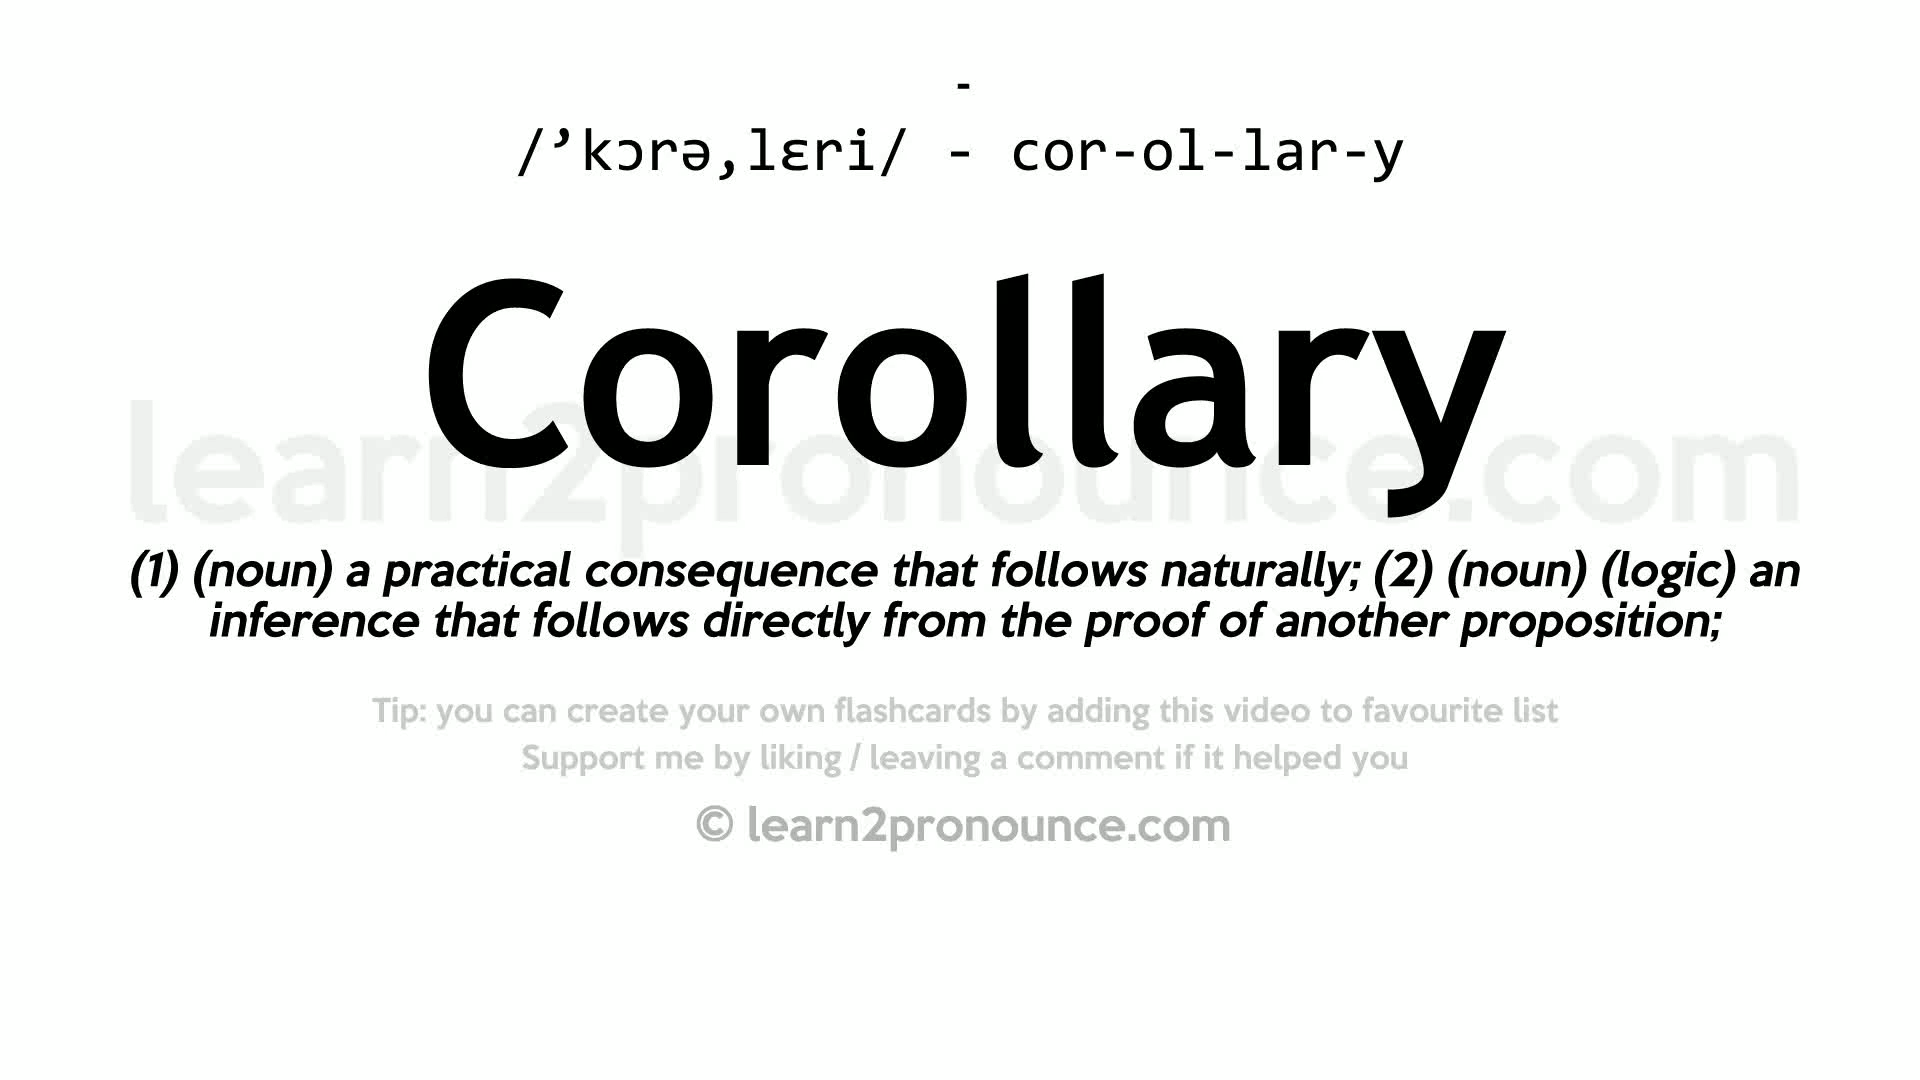 -
/’kɔrə,lɛri/ - cor-ol-lar-y
Corollary
learn2pronounce.com
(1) (noun) a practical consequence that follows naturally; (2) (noun) (logic) an
inference that follows directly from the proof of another proposition;
Tip: you can create your own flashcards by adding this video to favourite list
Support me by liking / leaving a comment if it helped you
© learn2pronounce.com